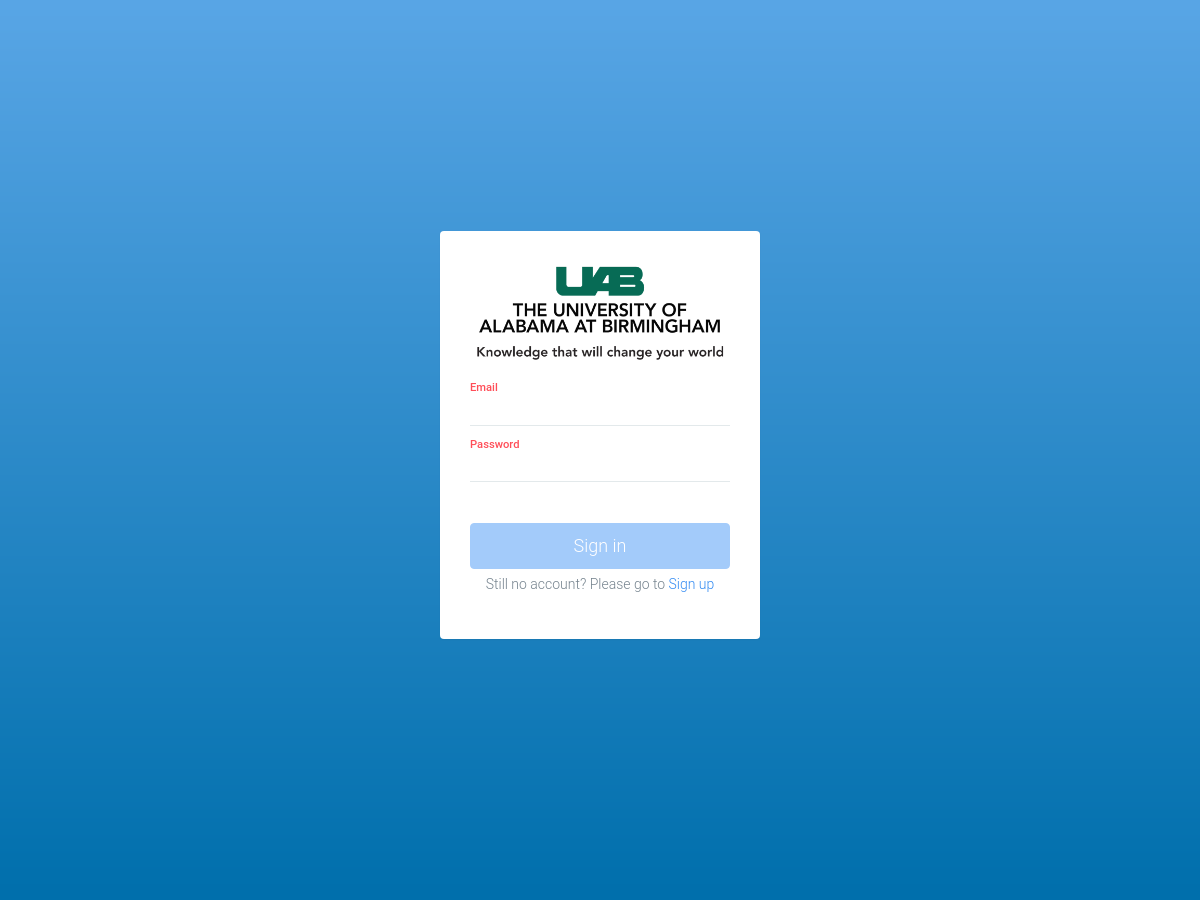 UAB
THE UNIVERSITY OF
ALABAMA AT BIRMINGHAM
Knowledge that will change your world
Email
Password
Sign in
Still no account? Please go to Sign up